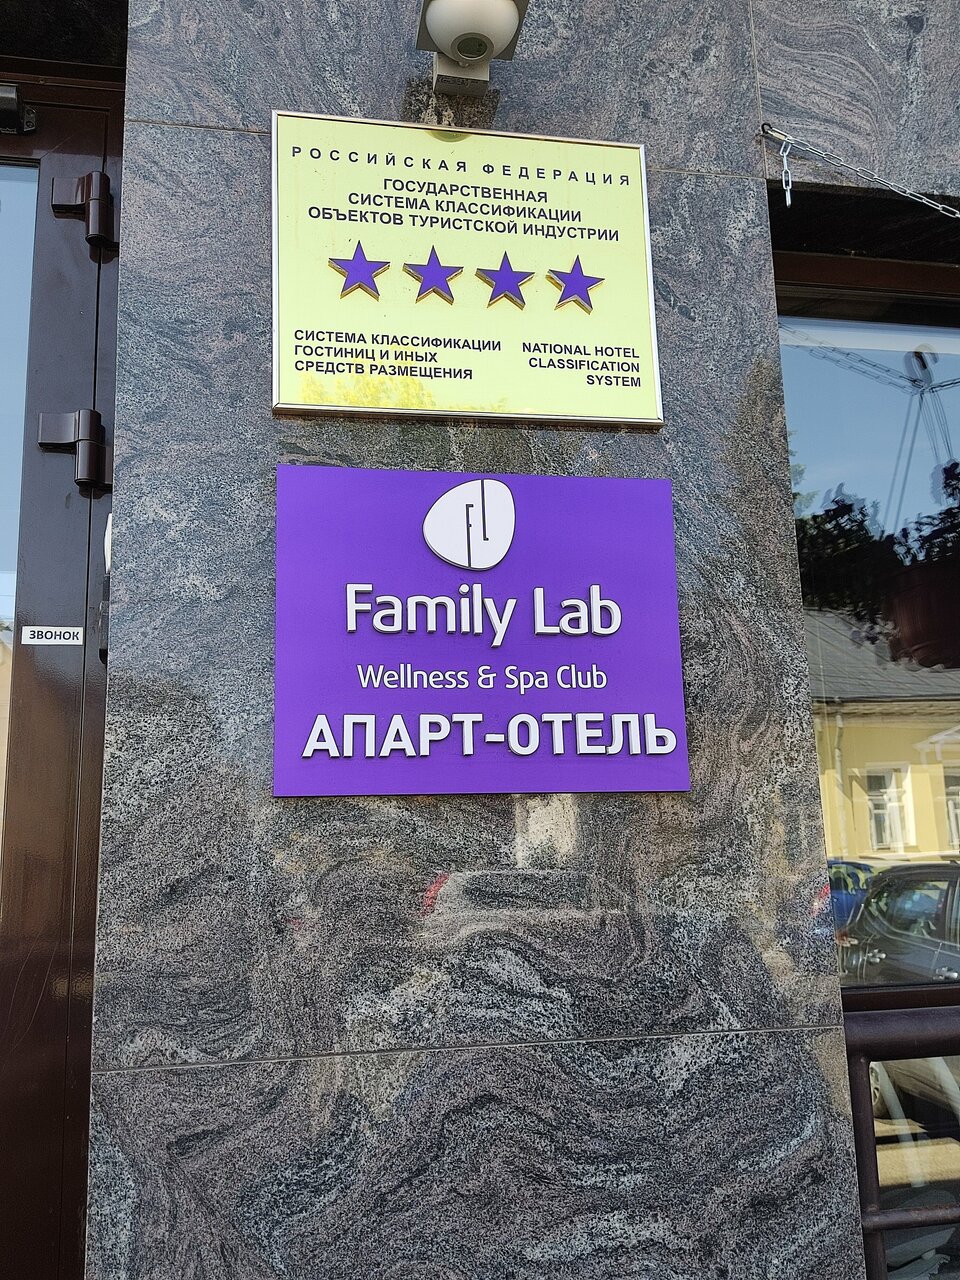 РОССИЙСКАЯ ФЕДЕРАЦИЯ
ГОСУДАРСТВЕННАЯ
СИСТЕМА КЛАССИФИКАЦИИ
ОБЪЕКТОВ ТУРИСТСКОЙ ИНДУСТРИИ
СИСТЕМА КЛАССИФИКАЦИИ
ГОСТИНИЦ И ИНЫХ
СРЕДСТВ РАЗМЕЩЕНИЯ
NATIONAL HOTEL
CLASSIFICATION
SYSTEM
FL
Family Lab
Wellness & Spa Club
АПАРТ-ОТЕЛЬ
ЗВОНОК